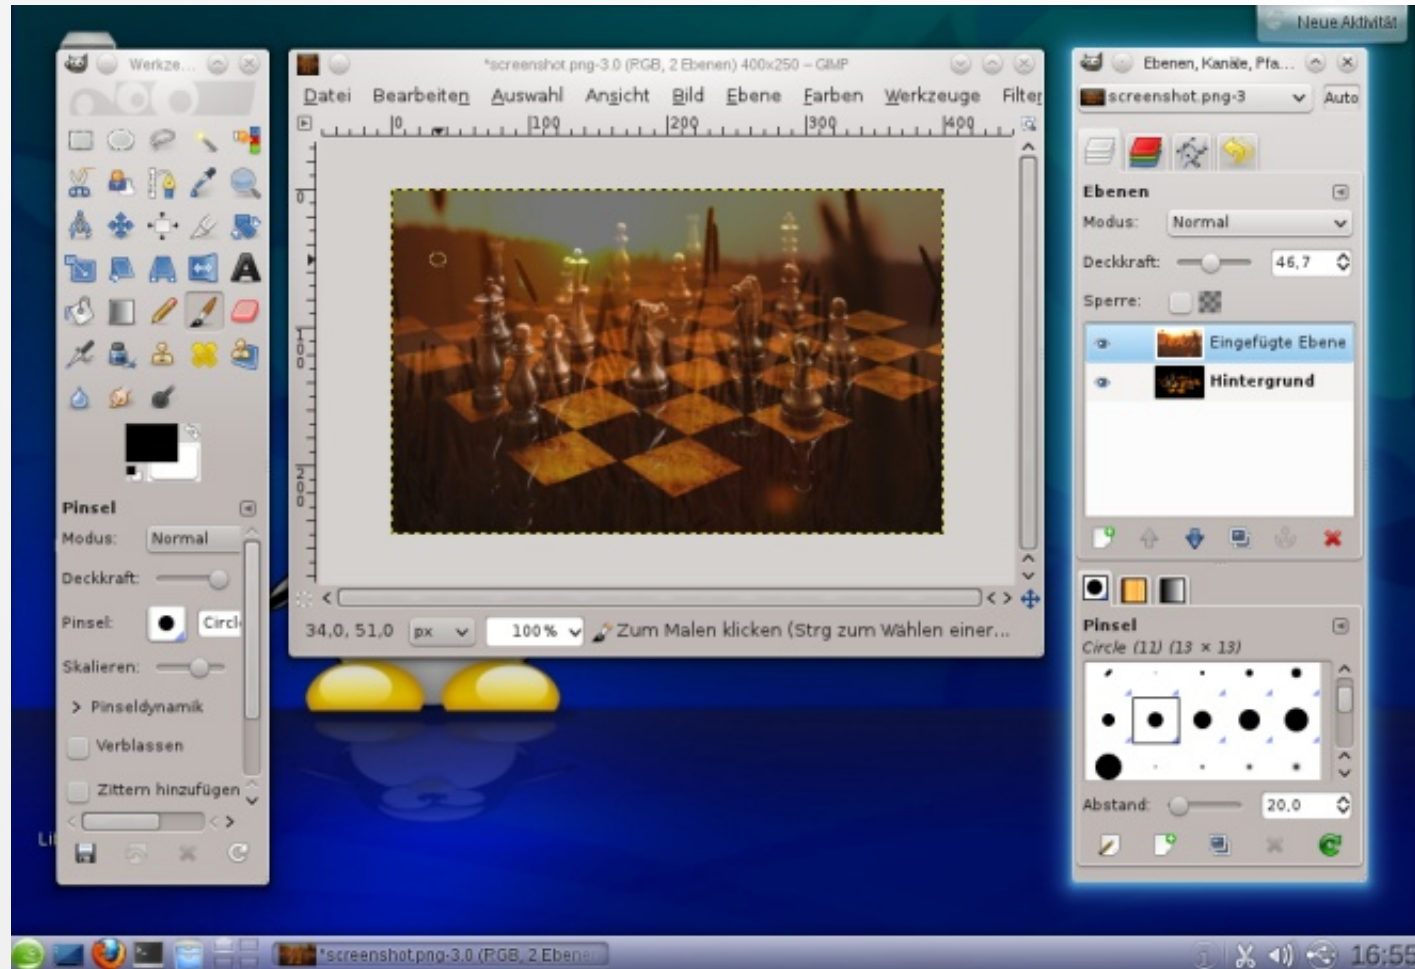 Neue Aktivität
Werkze...
*screenshot.png-3.0 (RGB, 2 Ebenen) 400x250 – GIMP
Ebenen, Kanäle, Pfa...
Datei Bearbeiten Auswahl Ansicht Bild Ebene Farben Werkzeuge Filter
screenshot.png-3 Auto
0 100 200 300 400
0
100
200
Ebenen
Modus: Normal
Deckkraft: 46,7
Sperre:
Eingefügte Ebene
Hintergrund
Pinsel
Modus: Normal
Deckkraft:
Pinsel: Circl
Skalieren:
Pinseldynamik
Verblassen
Zittern hinzufügen
34,0, 51,0 px 100% Zum Malen klicken (Strg zum Wählen einer...
Pinsel
Circle (11) (13 × 13)
Abstand: 20,0
*screenshot.png-3.0 (RGB, 2 Ebene
16:55